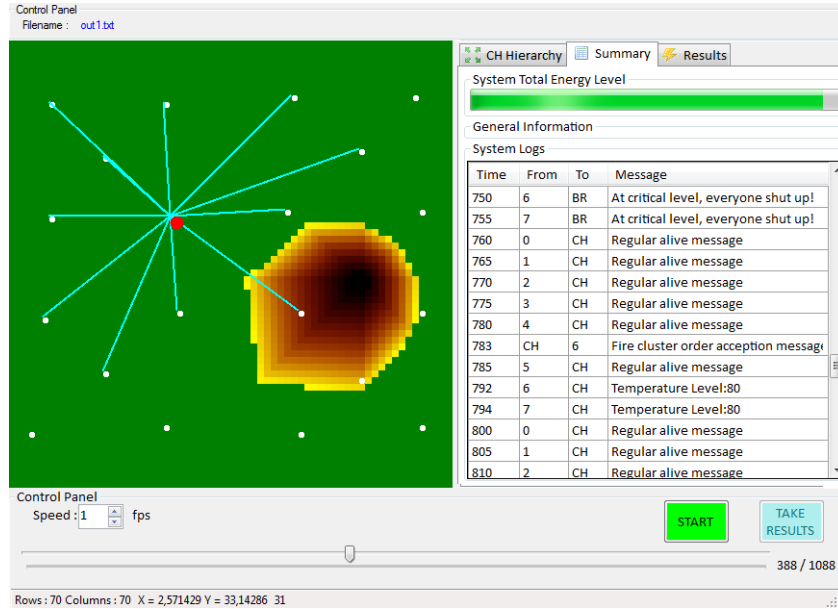 Control Panel
Filename : out1.txt
CH Hierarchy Summary Results
System Total Energy Level
General Information
System Logs
Time From To Message
750 6 BR At critical level, everyone shut up!
755 7 BR At critical level, everyone shut up!
760 0 CH Regular alive message
765 1 CH Regular alive message
770 2 CH Regular alive message
775 3 CH Regular alive message
780 4 CH Regular alive message
783 CH 6 Fire cluster order acception message
785 5 CH Regular alive message
792 6 CH Temperature Level:80
794 7 CH Temperature Level:80
800 0 CH Regular alive message
805 1 CH Regular alive message
810 2 CH Regular alive message
Control Panel
Speed : 1 fps
START
TAKE
RESULTS
388 / 1088
Rows : 70 Columns : 70 X = 2,571429 Y = 33,14286 31